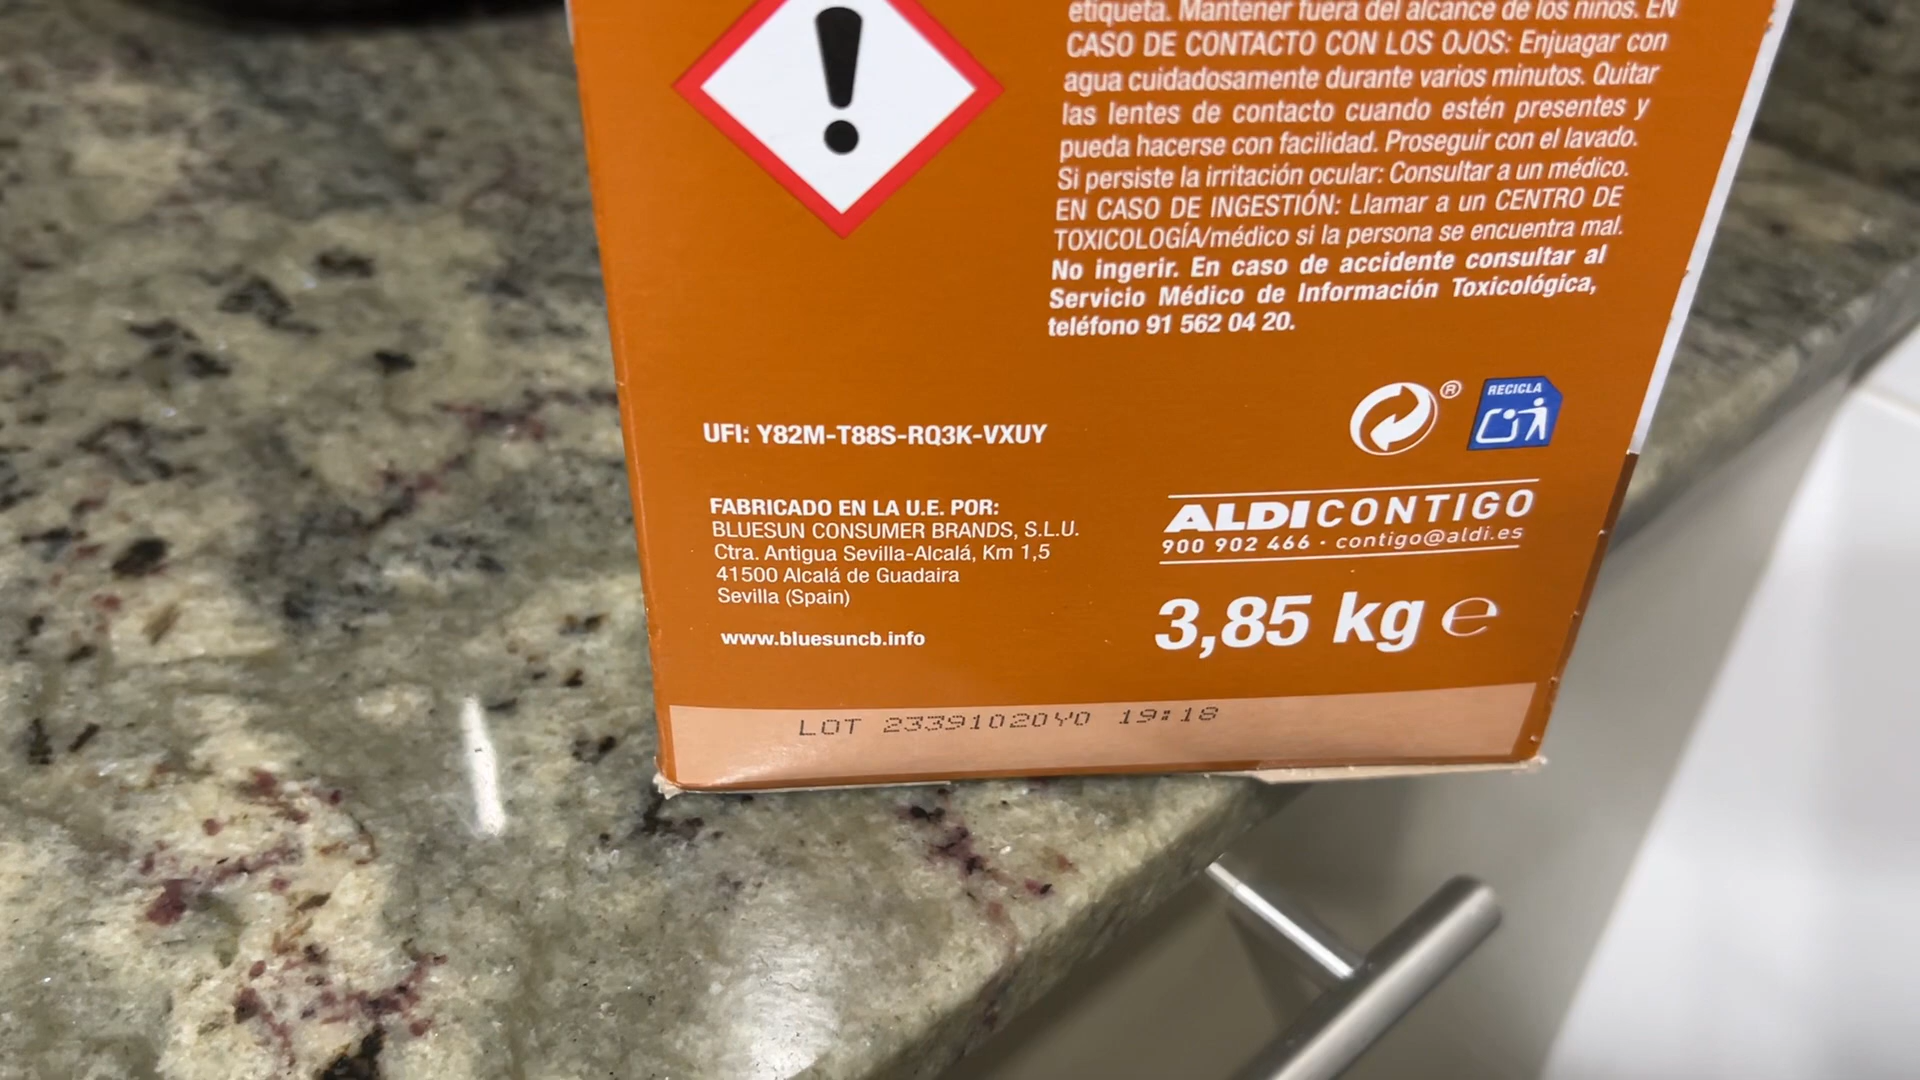 etiqueta. Mantener fuera del alcance de los niños. EN
CASO DE CONTACTO CON LOS OJOS: Enjuagar con
agua cuidadosamente durante varios minutos. Quitar
las lentes de contacto cuando estén presentes y
pueda hacerse con facilidad. Proseguir con el lavado.
Si persiste la irritación ocular: Consultar a un médico.
EN CASO DE INGESTIÓN: Llamar a un CENTRO DE
TOXICOLOGÍA/médico si la persona se encuentra mal.
No ingerir. En caso de accidente consultar al
Servicio Médico de Información Toxicológica,
teléfono 91 562 04 20.
RECICLA
UFI: Y82M-T88S-RQ3K-VXUY
FABRICADO EN LA U.E. POR:
BLUESUN CONSUMER BRANDS, S.L.U.
Ctra. Antigua Sevilla-Alcalá, Km 1,5
41500 Alcalá de Guadaira
Sevilla (Spain)
www.bluesuncb.info
ALDI CONTIGO
900 902 466 · contigo@aldi.es
3,85 kg e
LOT 23391020Y0 19:18